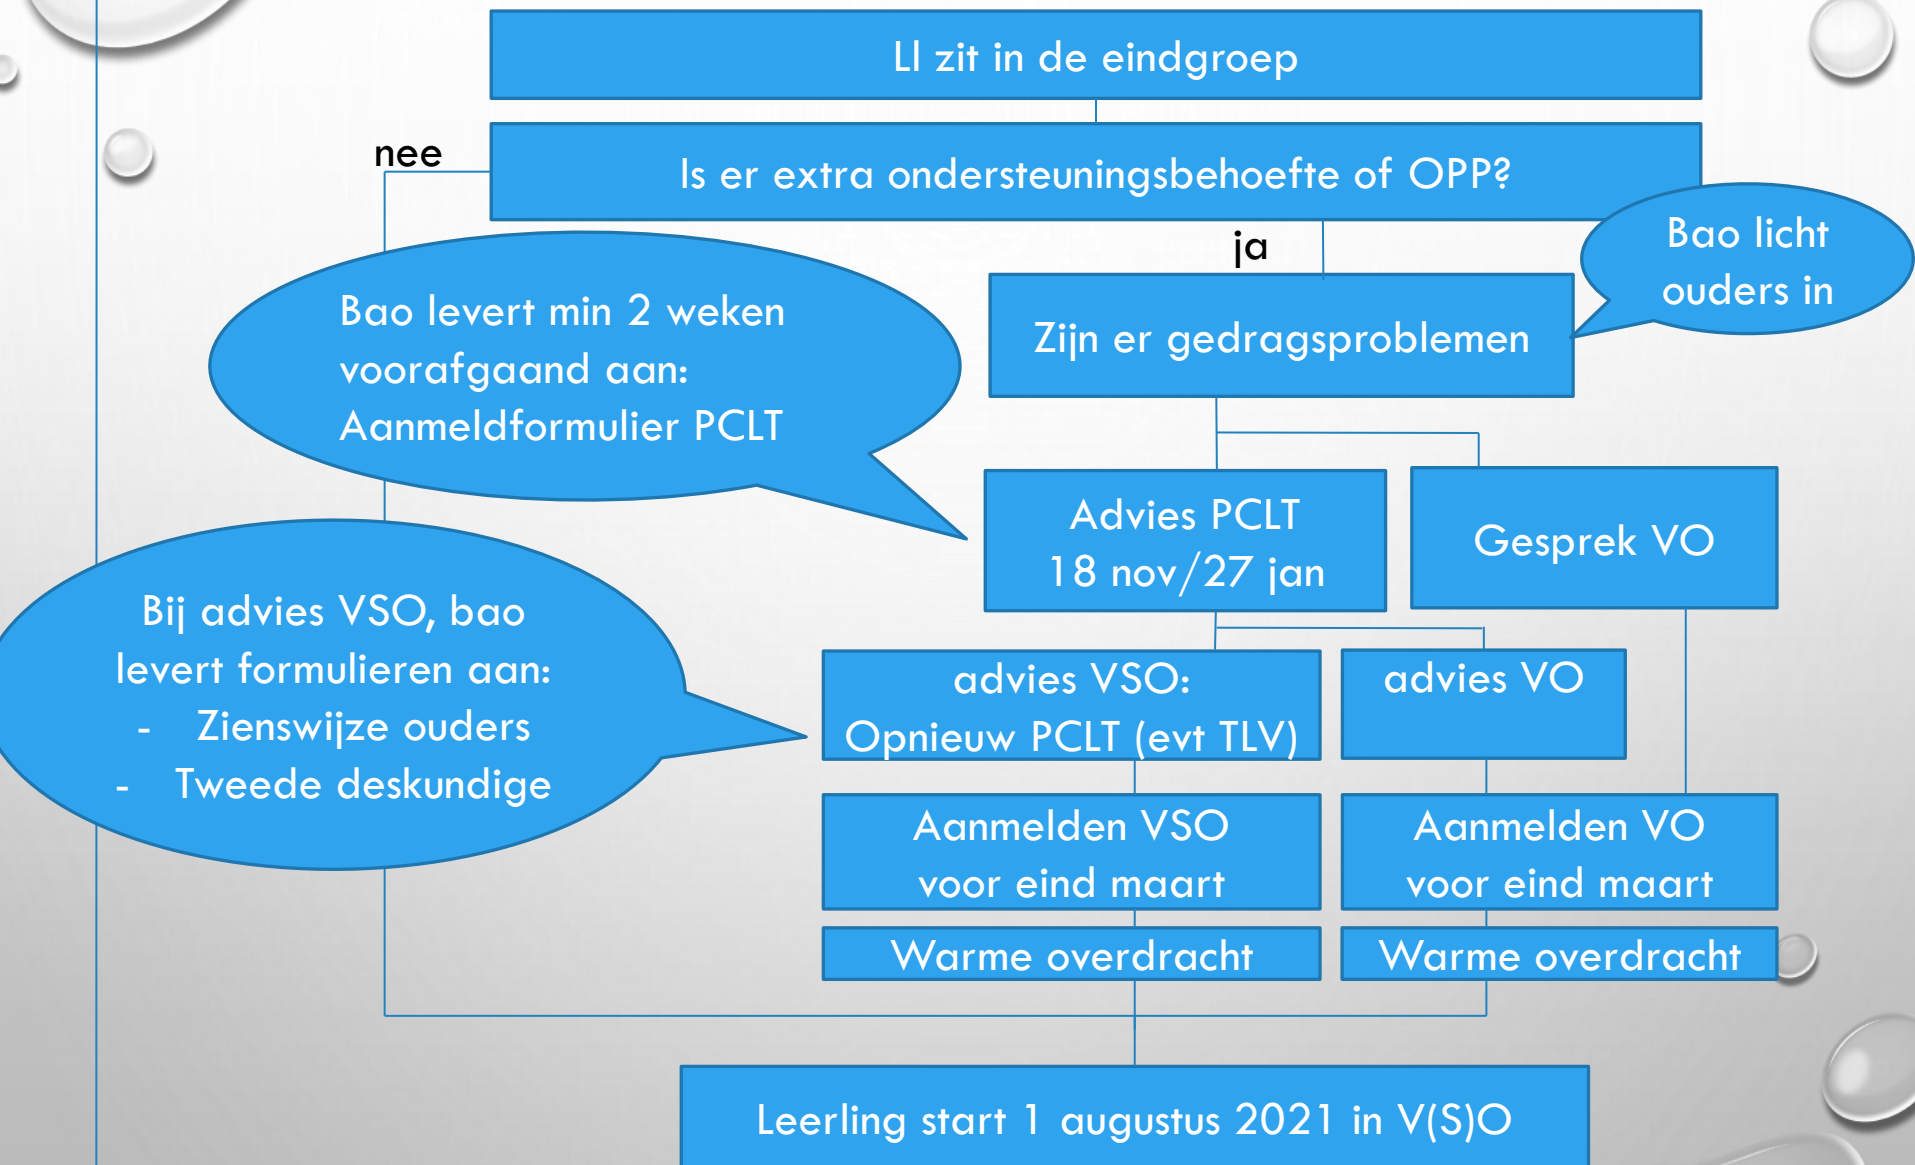 Ll zit in de eindgroep
nee
Is er extra ondersteuningsbehoefte of OPP?
ja
Bao licht
ouders in
Bao levert min 2 weken
voorafgaand aan:
Aanmeldformulier PCLT
Zijn er gedragsproblemen
Advies PCLT
18 nov/27 jan
Gesprek VO
Bij advies VSO, bao
levert formulieren aan:
- Zienswijze ouders
- Tweede deskundige
advies VSO:
Opnieuw PCLT (evt TLV)
advies VO
Aanmelden VSO
voor eind maart
Aanmelden VO
voor eind maart
Warme overdracht
Warme overdracht
Leerling start 1 augustus 2021 in V(S)O